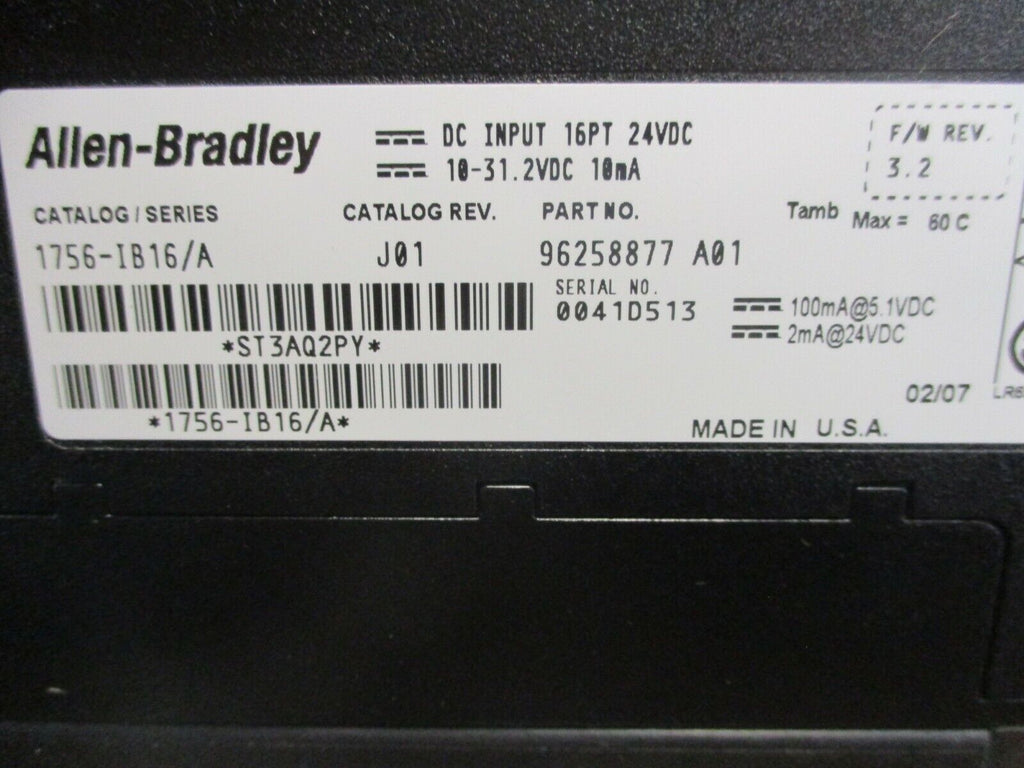 Allen-Bradley
DC INPUT 16PT 24VDC
10-31.2VDC 10mA
F/W REV.
3.2
CATALOG / SERIES
CATALOG REV.
PART NO.
Tamb Max = 60 C
1756-IB16/A
J01
96258877 A01
SERIAL NO.
0041D513
100mA@5.1VDC
2mA@24VDC
*ST3AQ2PY*
*1756-IB16/A*
02/07
MADE IN U.S.A.